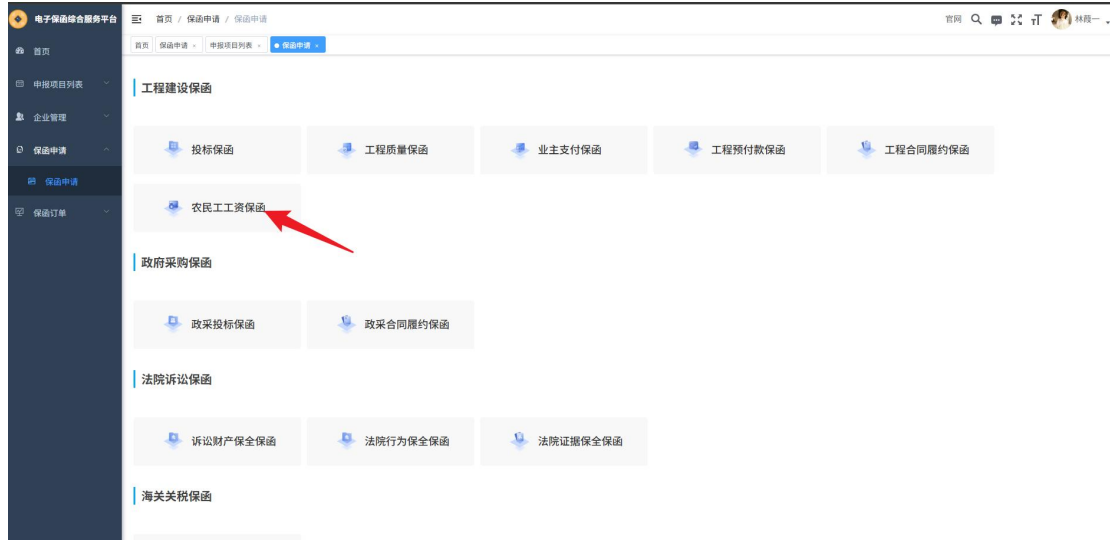 电子保函综合服务平台
首页 / 保函申请 / 保函申请
官网
林霞一
首页
保函申请 ×
申报项目列表 ×
保函申请 ×
首页
申报项目列表
企业管理
保函申请
保函申请
保函订单
工程建设保函
投标保函
工程质量保函
业主支付保函
工程预付款保函
工程合同履约保函
农民工工资保函
政府采购保函
政采投标保函
政采合同履约保函
法院诉讼保函
诉讼财产保全保函
法院行为保全保函
法院证据保全保函
海关关税保函